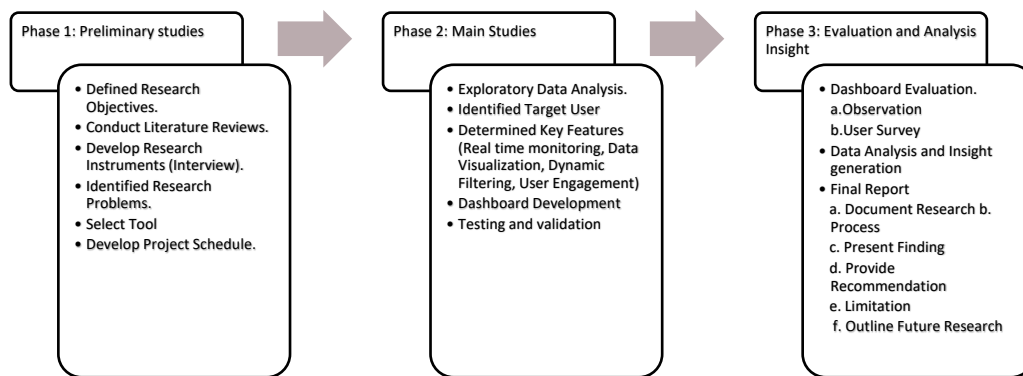 Phase 1: Preliminary studies
• Defined Research
Objectives.
• Conduct Literature Reviews.
• Develop Research
Instruments (Interview).
• Identified Research
Problems.
• Select Tool
• Develop Project Schedule.
Phase 2: Main Studies
• Exploratory Data Analysis.
• Identified Target User
• Determined Key Features
(Real time monitoring, Data
Visualization, Dynamic
Filtering, User Engagement)
• Dashboard Development
• Testing and validation
Phase 3: Evaluation and Analysis
Insight
• Dashboard Evaluation.
a.Observation
b.User Survey
• Data Analysis and Insight
generation
• Final Report
a. Document Research b.
Process
c. Present Finding
d. Provide
Recommendation
e. Limitation
f. Outline Future Research